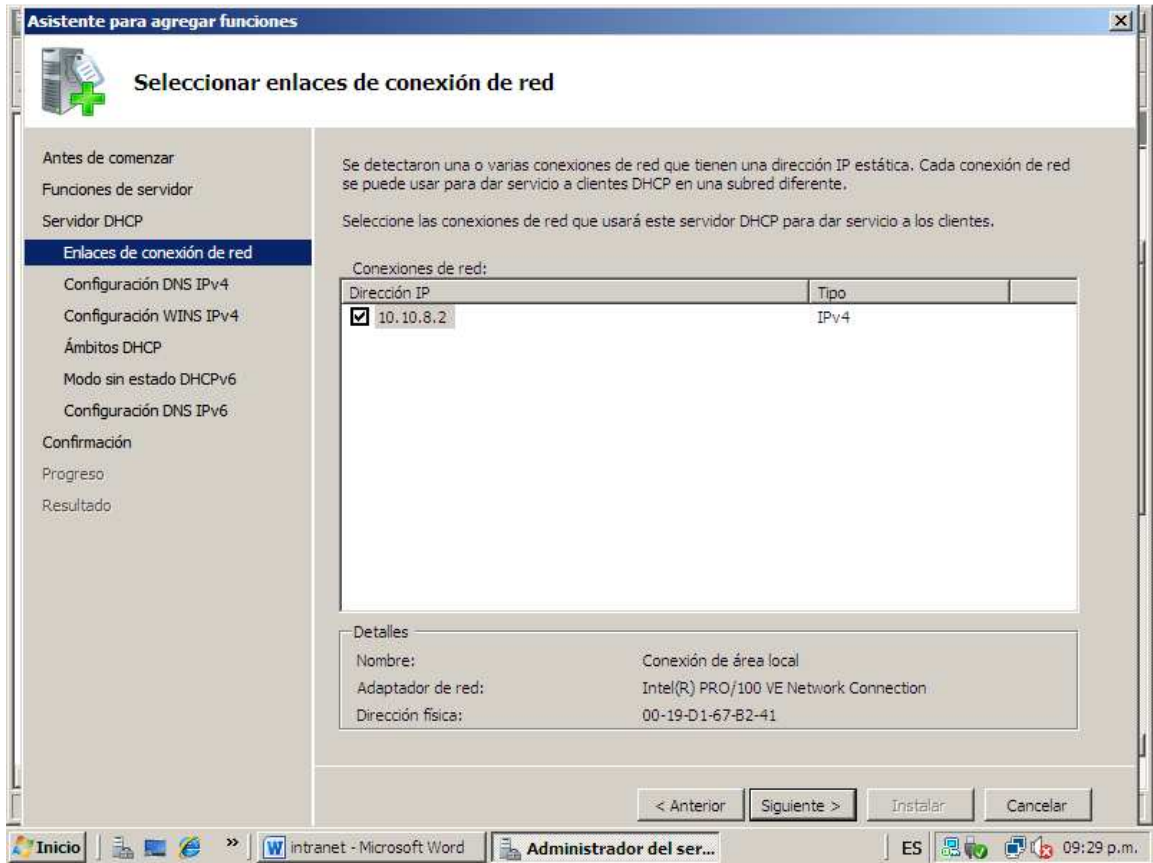 Asistente para agregar funciones
Seleccionar enlaces de conexión de red
Antes de comenzar
Funciones de servidor
Servidor DHCP
Enlaces de conexión de red
Configuración DNS IPv4
Configuración WINS IPv4
Ámbitos DHCP
Modo sin estado DHCPv6
Configuración DNS IPv6
Confirmación
Progreso
Resultado
Se detectaron una o varias conexiones de red que tienen una dirección IP estática. Cada conexión de red
se puede usar para dar servicio a clientes DHCP en una subred diferente.
Seleccione las conexiones de red que usará este servidor DHCP para dar servicio a los clientes.
Conexiones de red:
Dirección IP Tipo
10.10.8.2 IPv4
Detalles
Nombre: Conexión de área local
Adaptador de red: Intel(R) PRO/100 VE Network Connection
Dirección física: 00-19-D1-67-B2-41
< Anterior Siguiente > Instalar Cancelar
Inicio » intranet - Microsoft Word Administrador del ser... ES 09:29 p.m.